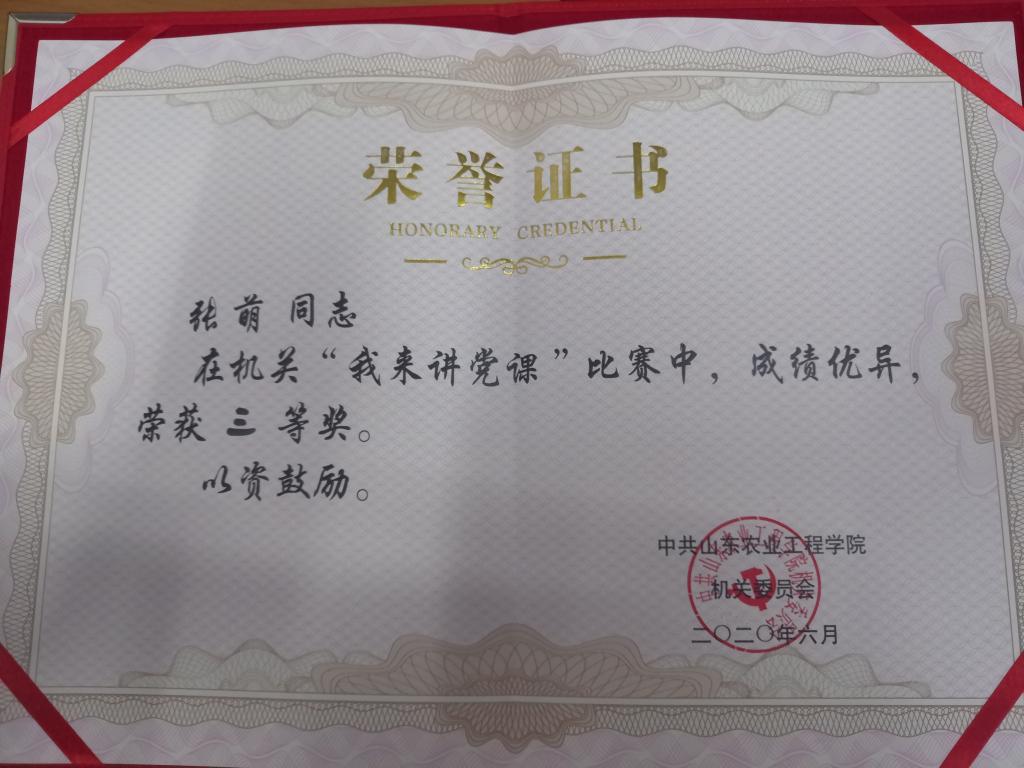 荣誉证书
HONORARY CREDENTIAL
张萌 同志
在机关“我来讲党课”比赛中，成绩优异，
荣获 三 等奖。
以资鼓励。
中共山东农业工程学院
机关委员会
二〇二〇年六月